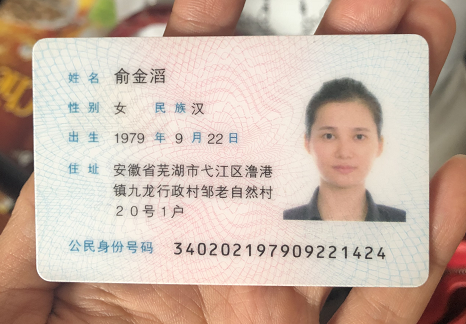 姓名 俞金滔
性别 女 民族 汉
出生 1979 年 9 月 22 日
住址 安徽省芜湖市弋江区澛港
镇九龙行政村邹老自然村
20号1户
公民身份号码 340202197909221424